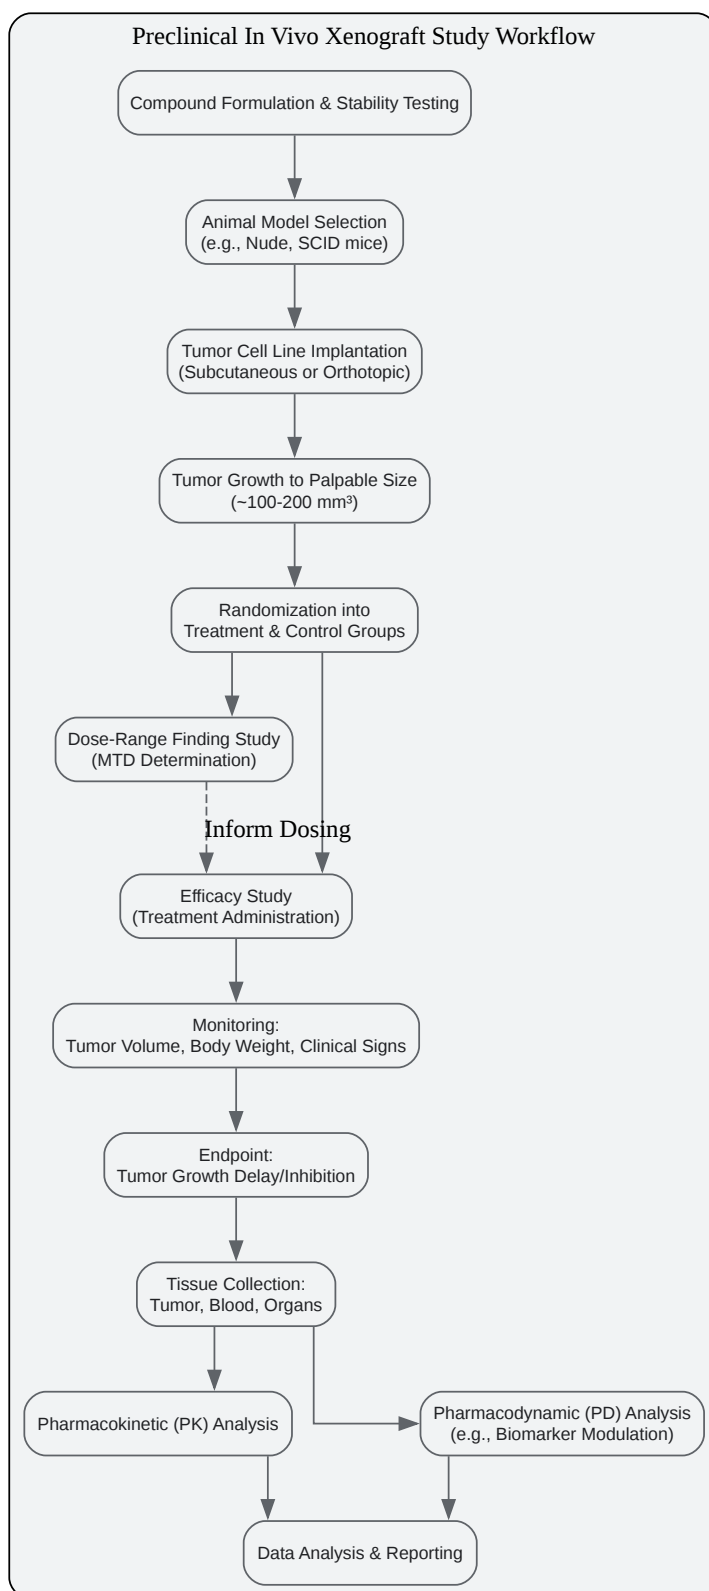 Preclinical In Vivo Xenograft Study Workflow
Compound Formulation & Stability Testing
Animal Model Selection
(e.g., Nude, SCID mice)
Tumor Cell Line Implantation
(Subcutaneous or Orthotopic)
Tumor Growth to Palpable Size
(~100-200 mm³)
Randomization into
Treatment & Control Groups
Dose-Range Finding Study
(MTD Determination)
Inform Dosing
Efficacy Study
(Treatment Administration)
Monitoring:
Tumor Volume, Body Weight, Clinical Signs
Endpoint:
Tumor Growth Delay/Inhibition
Tissue Collection:
Tumor, Blood, Organs
Pharmacokinetic (PK) Analysis
Pharmacodynamic (PD) Analysis
(e.g., Biomarker Modulation)
Data Analysis & Reporting